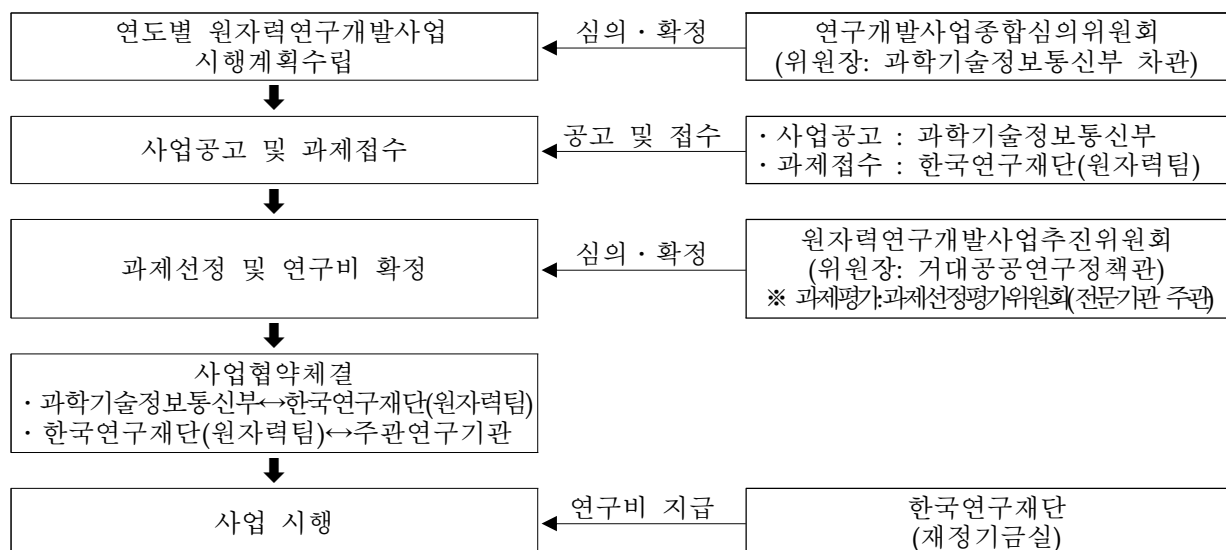 연도별 원자력연구개발사업
시행계획수립
심의·확정
연구개발사업종합심의위원회
(위원장: 과학기술정보통신부 차관)
사업공고 및 과제접수
공고 및 접수
· 사업공고 : 과학기술정보통신부
· 과제접수 : 한국연구재단(원자력팀)
과제선정 및 연구비 확정
심의·확정
원자력연구개발사업추진위원회
(위원장: 거대공공연구정책관)
※ 과제평가:과제선정평가위원회(전문기관 주관)
사업협약체결
· 과학기술정보통신부↔한국연구재단(원자력팀)
· 한국연구재단(원자력팀)↔주관연구기관
사업 시행
연구비 지급
한국연구재단
(재정기금실)